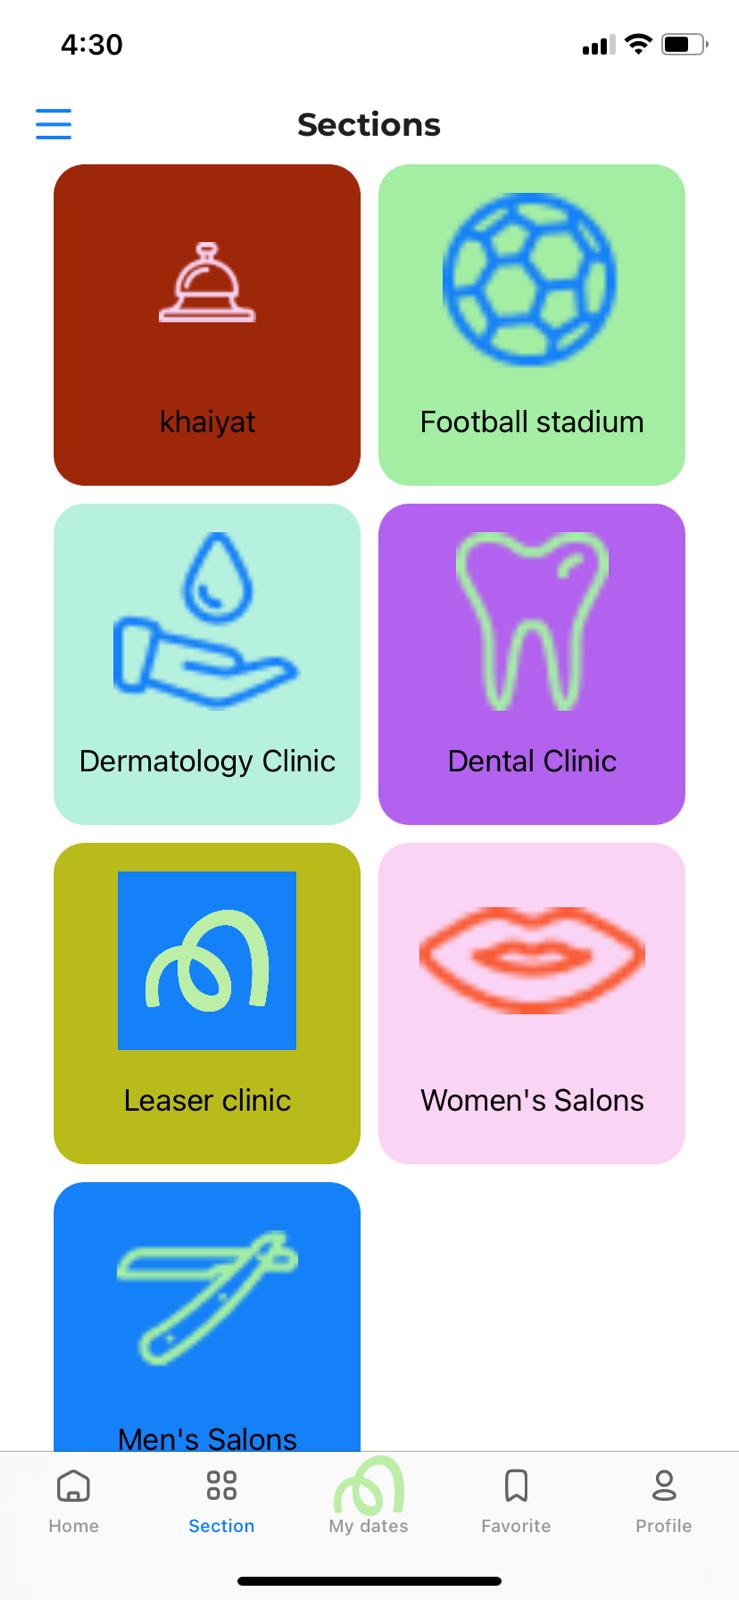 4:30
Sections
khaiyat
Football stadium
Dermatology Clinic
Dental Clinic
Leaser clinic
Women's Salons
Men's Salons
Home
Section
My dates
Favorite
Profile